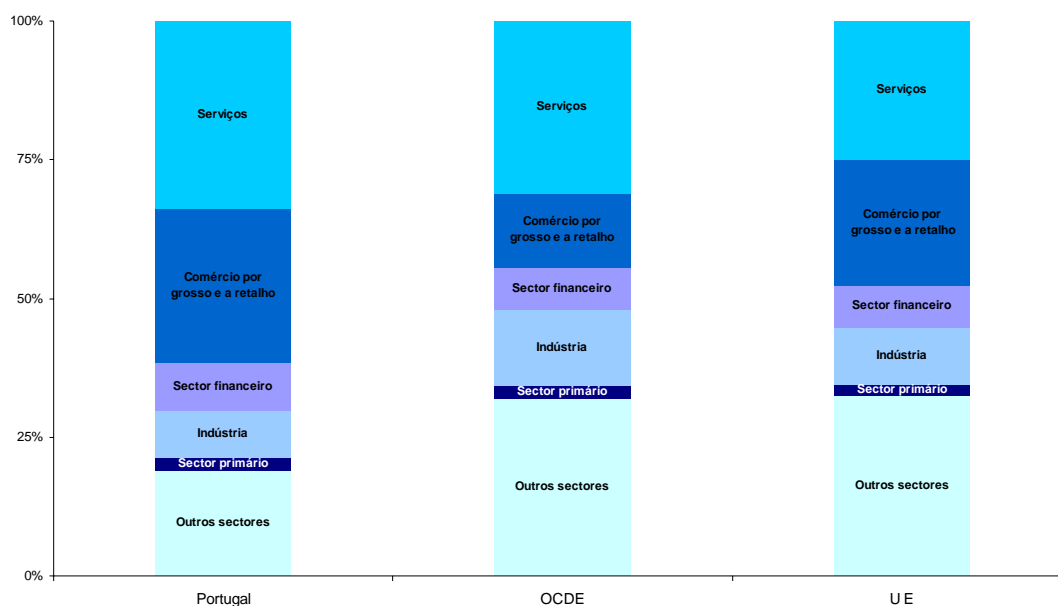 100%
75%
50%
25%
0%
Serviços
Comércio por
grosso e a retalho
Sector financeiro
Indústria
Sector primário
Outros sectores
Serviços
Comércio por
grosso e a retalho
Sector financeiro
Indústria
Sector primário
Outros sectores
Serviços
Comércio por
grosso e a retalho
Sector financeiro
Indústria
Sector primário
Outros sectores
Portugal
OCDE
U E